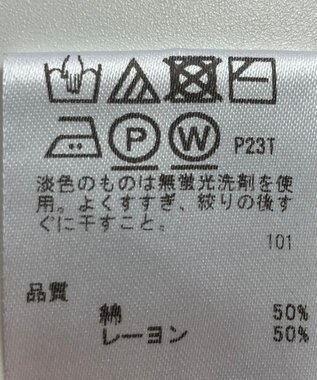 P W P23T
淡色のものは無蛍光洗剤を使
用。よくすすぎ、絞りの後す
ぐに干すこと。
101
品質
綿 50%
レーヨン 50%